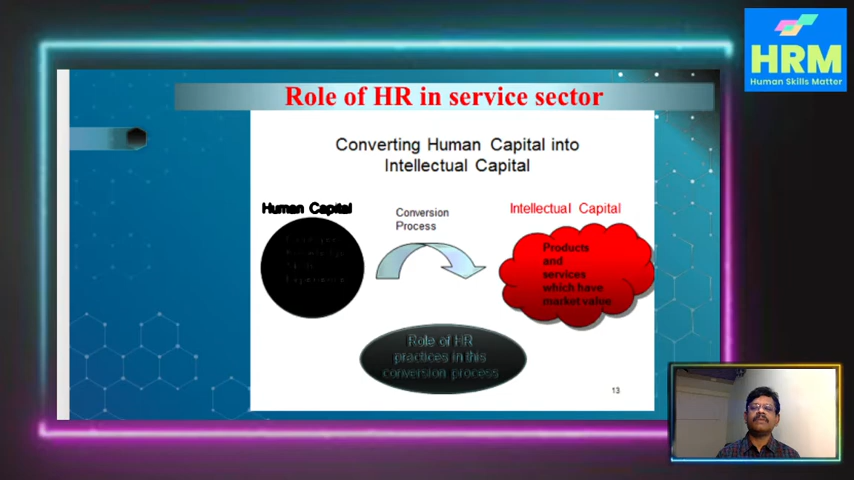 HRM
Human Skills Matter
Role of HR in service sector
Converting Human Capital into
Intellectual Capital
Human Capital
Conversion
Process
Intellectual Capital
Products
and
services
which have
market value
Role of HR
practices in this
conversion process
13